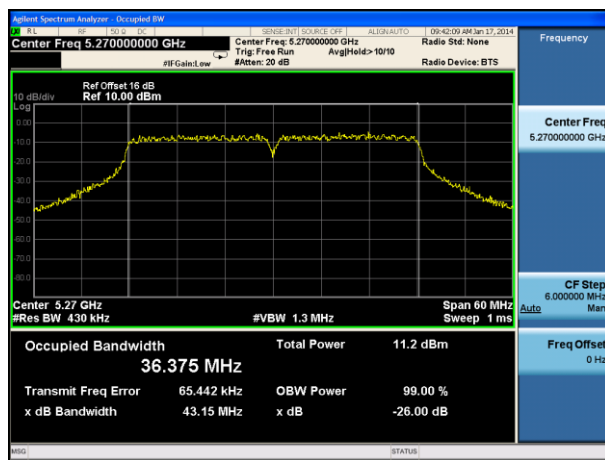 Agilent Spectrum Analyzer - Occupied BW
RL RF 50 Ω DC SENSE:INT SOURCE OFF ALIGNAUTO 09:42:09 AM Jan 17, 2014
Center Freq 5.270000000 GHz
Center Freq: 5.270000000 GHz
Radio Std: None
Trig: Free Run Avg|Hold:>10/10
#IFGain:Low #Atten: 20 dB Radio Device: BTS
Ref Offset 16 dB
10 dB/div Ref 10.00 dBm
Log
0.00
-10.0
-20.0
-30.0
-40.0
-50.0
-60.0
-70.0
-80.0
Center 5.27 GHz Span 60 MHz
#Res BW 430 kHz #VBW 1.3 MHz Sweep 1 ms
Occupied Bandwidth Total Power 11.2 dBm
36.375 MHz
Transmit Freq Error 65.442 kHz OBW Power 99.00 %
x dB Bandwidth 43.15 MHz x dB -26.00 dB
MSG STATUS
Frequency
Center Freq
5.270000000 GHz
CF Step
6.000000 MHz
Auto Man
Freq Offset
0 Hz